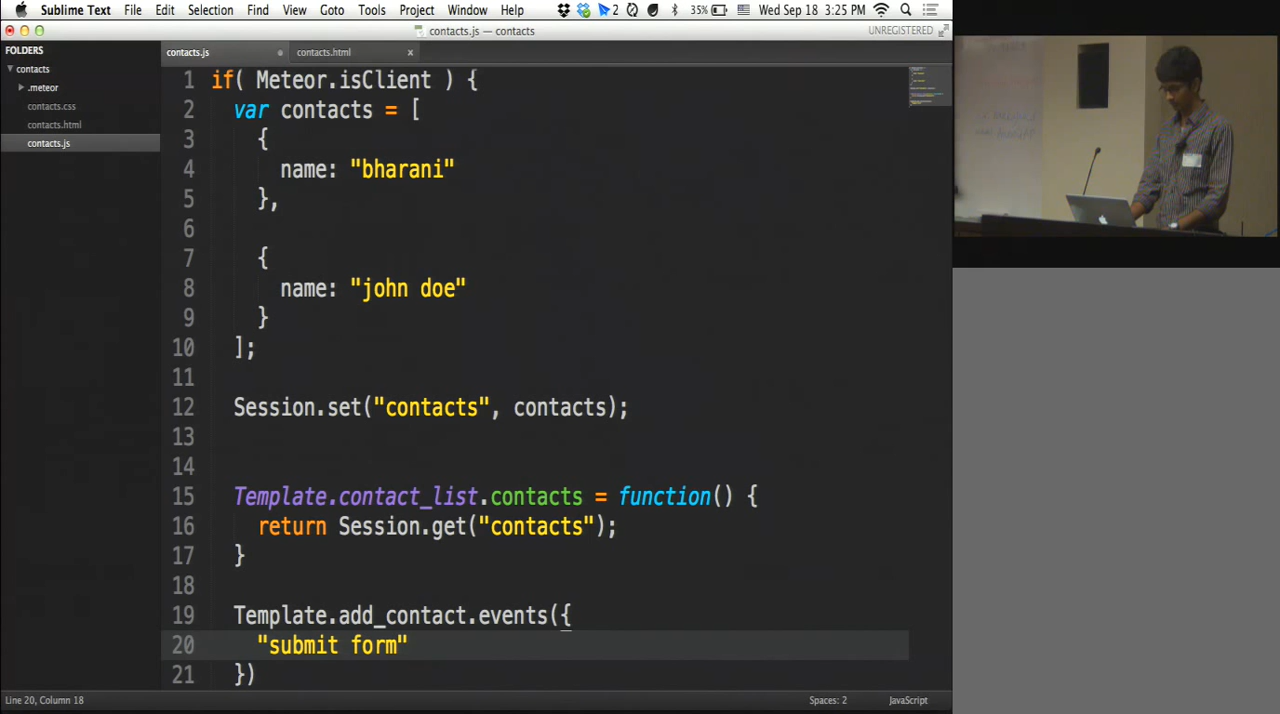 Sublime Text File Edit Selection Find View Goto Tools Project Window Help 2 35% Wed Sep 18 3:25 PM
contacts.js — contacts UNREGISTERED
FOLDERS
contacts
.meteor
contacts.css
contacts.html
contacts.js
contacts.js contacts.html
1 if( Meteor.isClient ) {
2 var contacts = [
3 {
4 name: "bharani"
5 },
6
7 {
8 name: "john doe"
9 }
10 ];
11
12 Session.set("contacts", contacts);
13
14
15 Template.contact_list.contacts = function() {
16 return Session.get("contacts");
17 }
18
19 Template.add_contact.events({
20 "submit form"
21 })
Line 20, Column 18 Spaces: 2 JavaScript